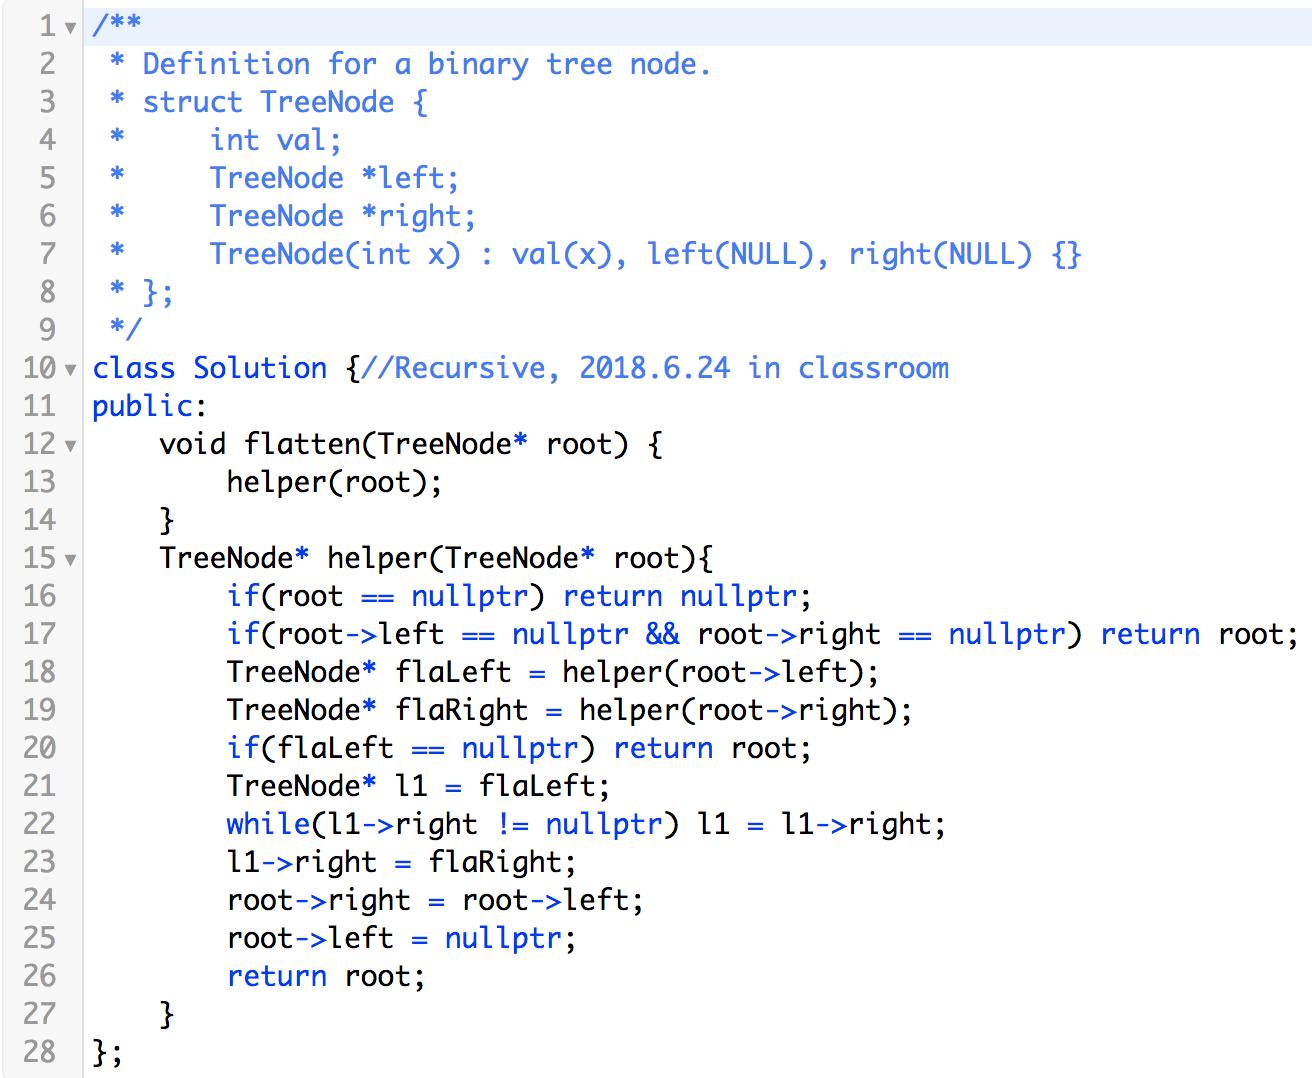 1 /**
2  * Definition for a binary tree node.
3  * struct TreeNode {
4  *     int val;
5  *     TreeNode *left;
6  *     TreeNode *right;
7  *     TreeNode(int x) : val(x), left(NULL), right(NULL) {}
8  * };
9  */
10 class Solution {//Recursive, 2018.6.24 in classroom
11 public:
12     void flatten(TreeNode* root) {
13         helper(root);
14     }
15     TreeNode* helper(TreeNode* root){
16         if(root == nullptr) return nullptr;
17         if(root->left == nullptr && root->right == nullptr) return root;
18         TreeNode* flaLeft = helper(root->left);
19         TreeNode* flaRight = helper(root->right);
20         if(flaLeft == nullptr) return root;
21         TreeNode* l1 = flaLeft;
22         while(l1->right != nullptr) l1 = l1->right;
23         l1->right = flaRight;
24         root->right = root->left;
25         root->left = nullptr;
26         return root;
27     }
28 };